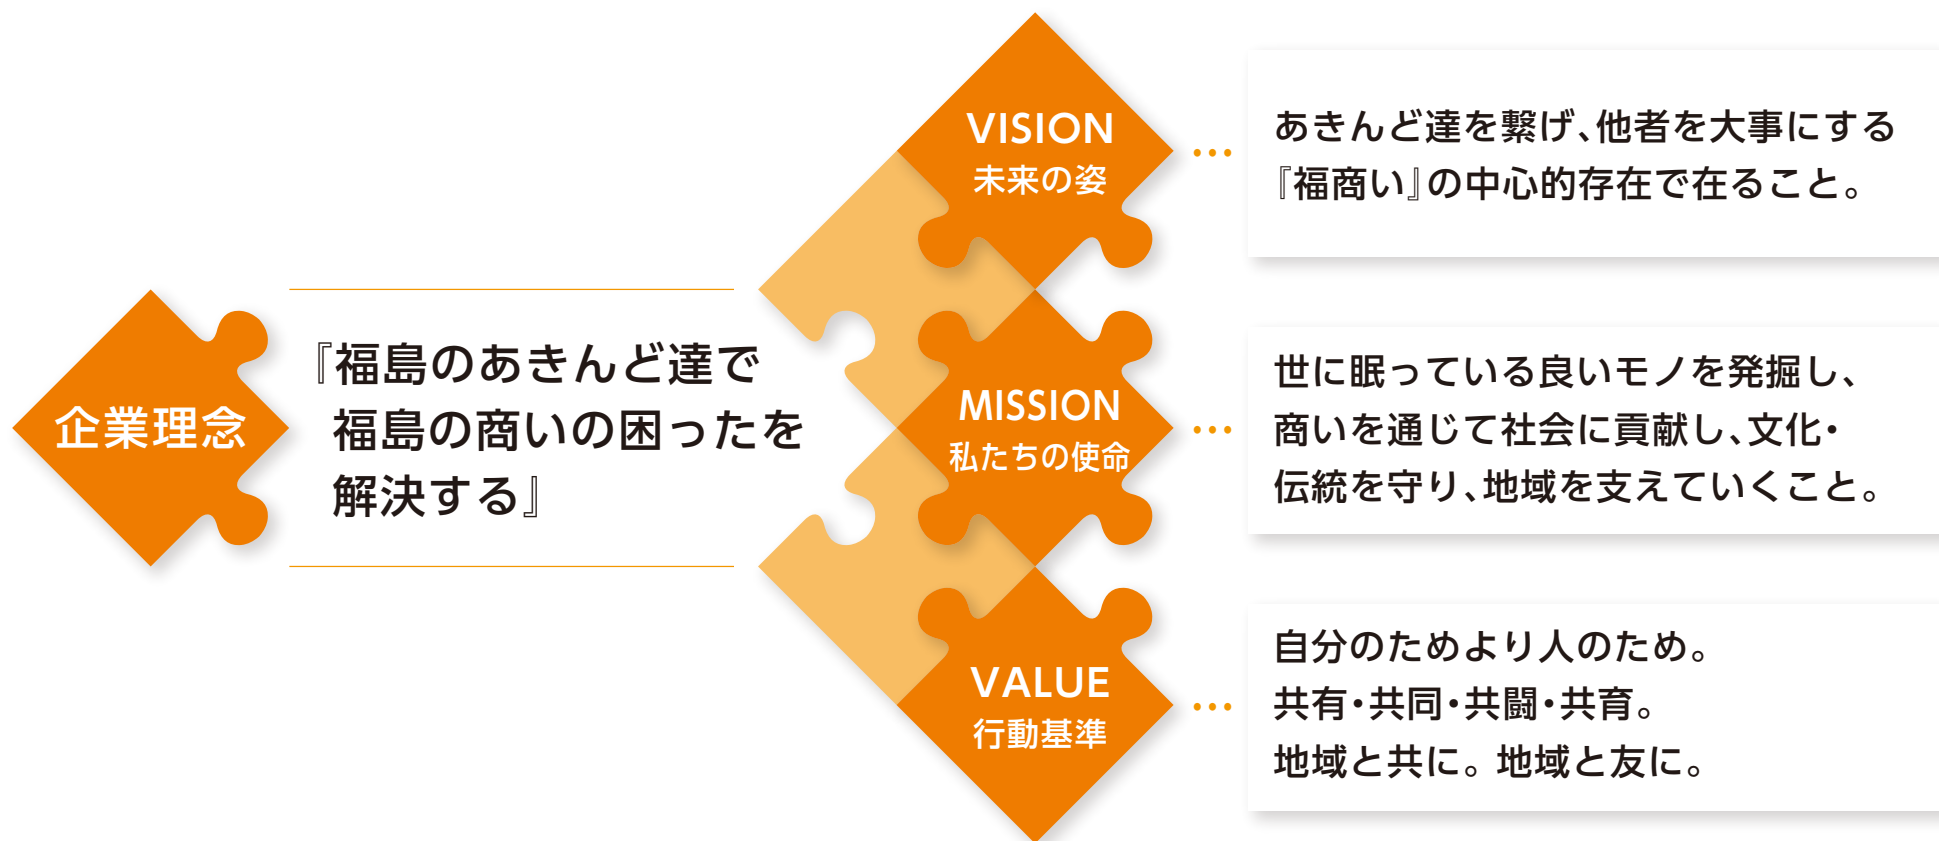 企業理念
『福島のあきんど達で
福島の商いの困ったを
解決する』
VISION
未来の姿
…
あきんど達を繋げ、他者を大事にする
『福商い』の中心的存在で在ること。
MISSION
私たちの使命
…
世に眠っている良いモノを発掘し、
商いを通じて社会に貢献し、文化・
伝統を守り、地域を支えていくこと。
VALUE
行動基準
…
自分のためより人のため。
共有・共同・共闘・共育。
地域と共に。地域と友に。